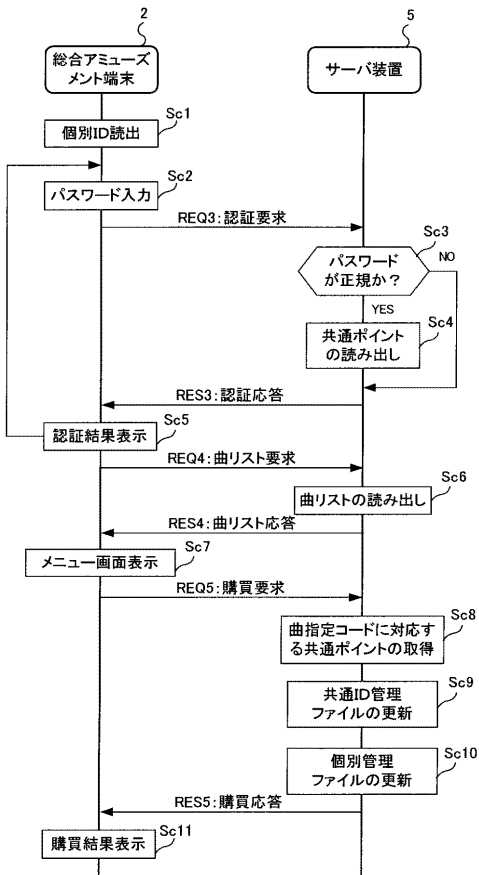 2
5
総合アミューズ
メント端末
サーバ装置
Sc1
個別ID読出
Sc2
パスワード入力
REQ3:認証要求
Sc3
パスワード
が正規か?
NO
YES
Sc4
共通ポイント
の読み出し
RES3:認証応答
Sc5
認証結果表示
REQ4:曲リスト要求
Sc6
曲リストの読み出し
RES4:曲リスト応答
Sc7
メニュー画面表示
REQ5:購買要求
Sc8
曲指定コードに対応す
る共通ポイントの取得
Sc9
共通ID管理
ファイルの更新
Sc10
個別管理
ファイルの更新
RES5:購買応答
Sc11
購買結果表示